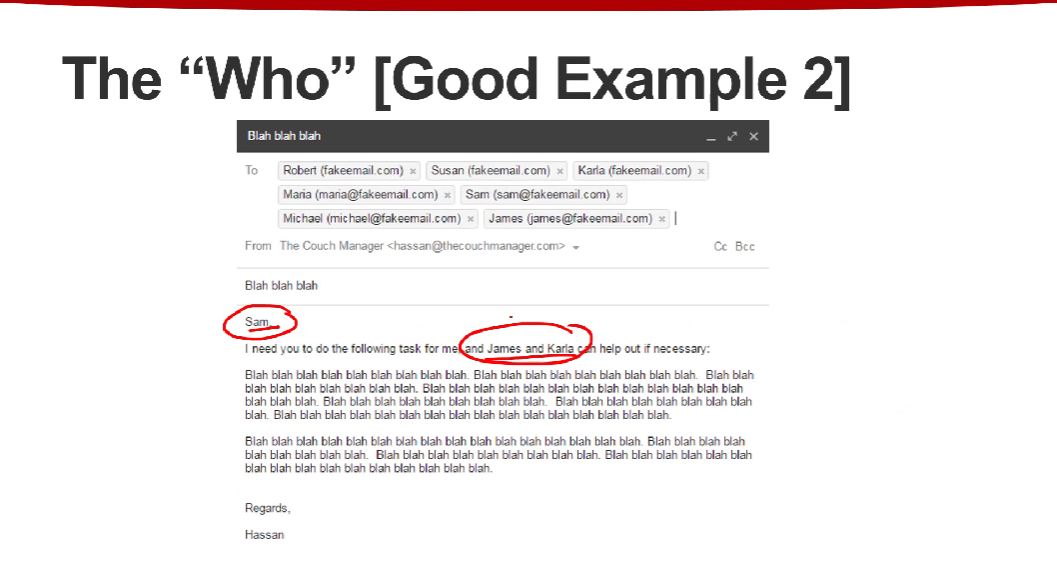 The “Who” [Good Example 2]
Blah blah blah
To Robert (fakeemail.com) × Susan (fakeemail.com) × Karla (fakeemail.com) ×
Maria (maria@fakeemail.com) × Sam (sam@fakeemail.com) ×
Michael (michael@fakeemail.com) × James (james@fakeemail.com) ×
From The Couch Manager <hassan@thecouchmanager.com> Cc Bcc
Blah blah blah
Sam,
I need you to do the following task for me, and James and Karla can help out if necessary:
Blah blah blah blah blah blah blah blah blah. Blah blah blah blah blah blah blah blah blah. Blah blah
blah blah blah blah blah blah blah. Blah blah blah blah blah blah blah blah blah blah blah blah blah
blah blah blah. Blah blah blah blah blah blah blah blah blah. Blah blah blah blah blah blah blah blah
blah. Blah blah blah blah blah blah blah blah blah blah blah blah blah blah blah blah.
Blah blah blah blah blah blah blah blah blah blah blah blah blah blah blah blah. Blah blah blah blah
blah blah blah blah blah. Blah blah blah blah blah blah blah blah blah. Blah blah blah blah blah blah
blah blah blah blah blah blah blah blah blah blah.
Regards,
Hassan